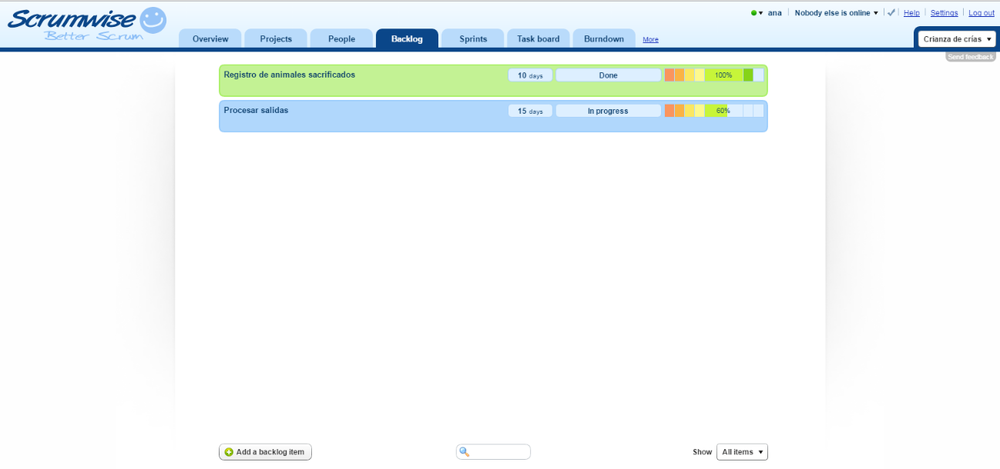 Scrumwise
Better Scrum
ana
Nobody else is online
Help
Settings
Log out
Overview
Projects
People
Backlog
Sprints
Task board
Burndown
More
Crianza de crías
Send feedback
Registro de animales sacrificados 10 days Done 100%
Procesar salidas 15 days In progress 60%
Add a backlog item
Show All items